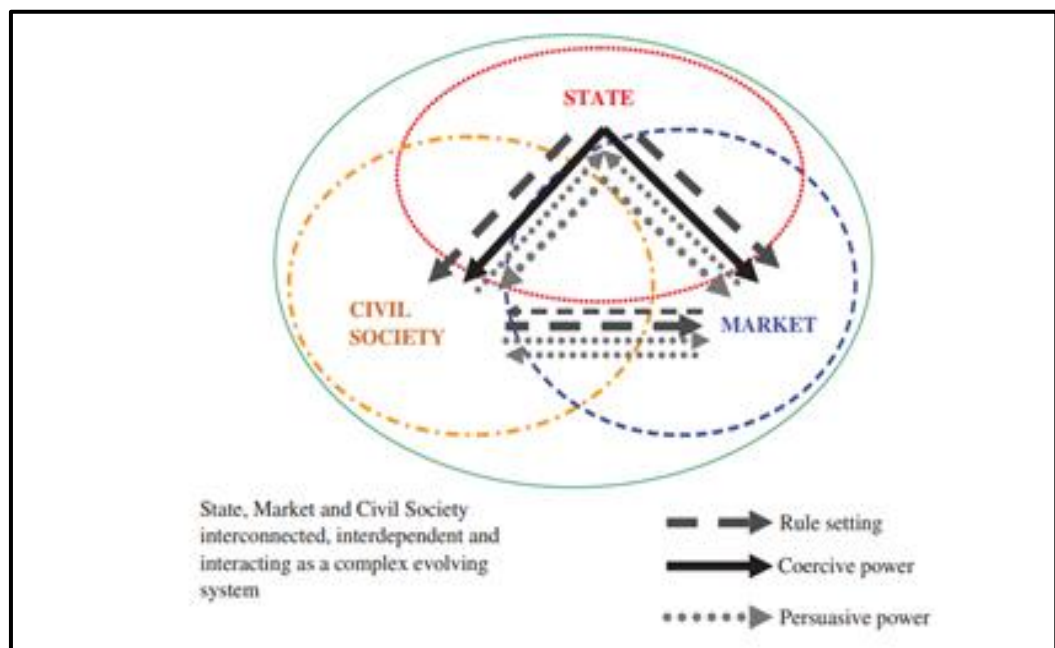 STATE
CIVIL
SOCIETY
MARKET
State, Market and Civil Society
interconnected, interdependent and
interacting as a complex evolving
system
Rule setting
Coercive power
Persuasive power